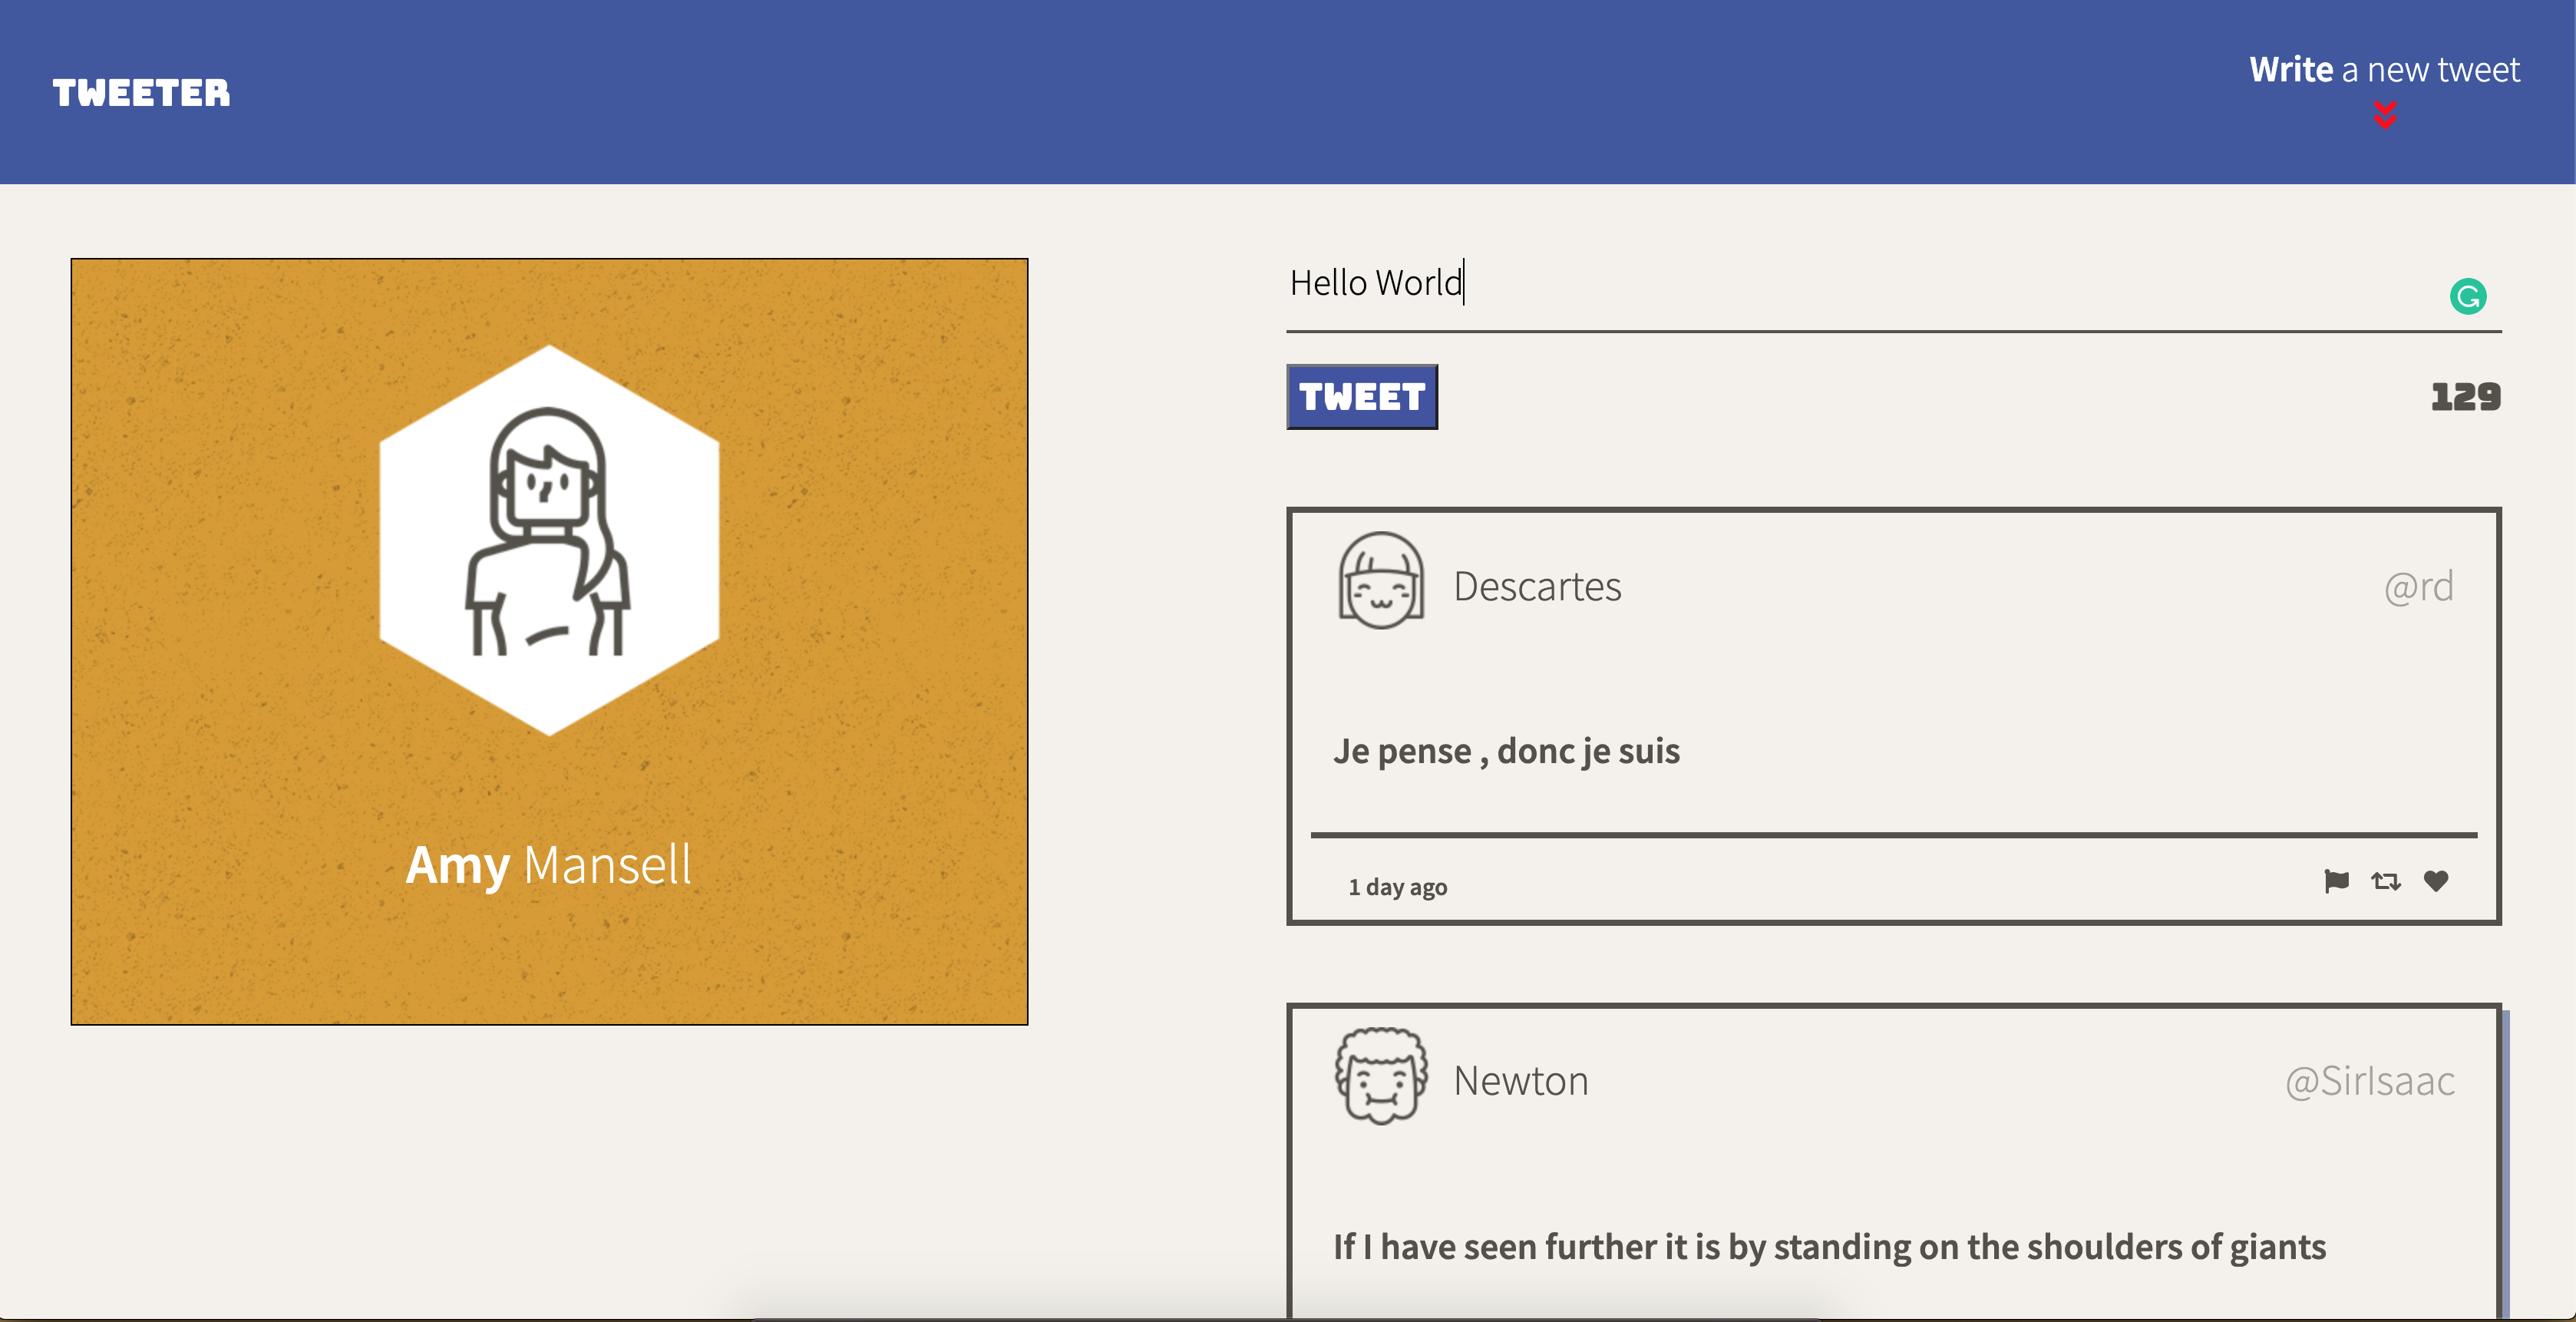 TWEETER
Write a new tweet
Hello World
TWEET
129
Amy Mansell
Descartes
@rd
Je pense , donc je suis
1 day ago
Newton
@SirIsaac
If I have seen further it is by standing on the shoulders of giants